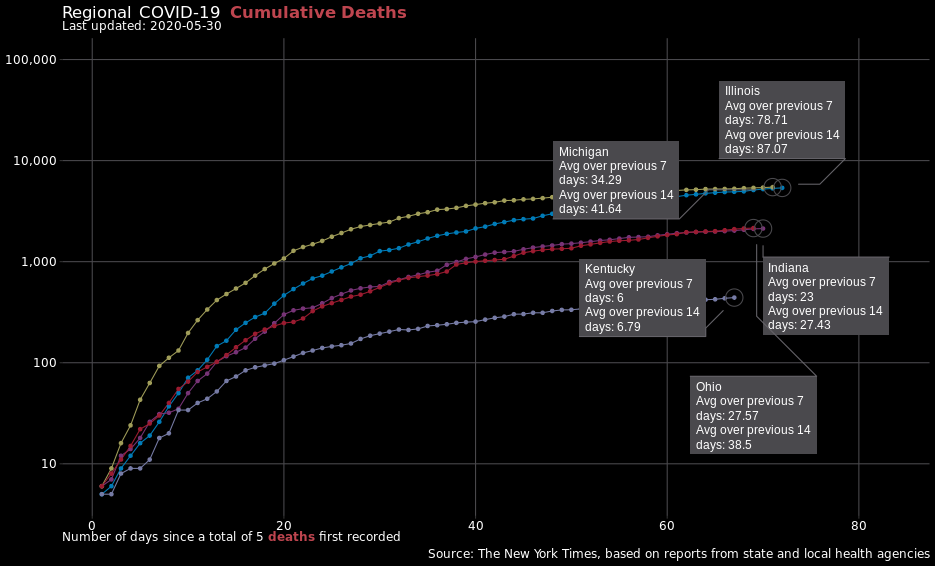 Regional COVID-19 Cumulative Deaths
Last updated: 2020-05-30
100,000
10,000
1,000
100
10
Illinois
Avg over previous 7
days: 78.71
Avg over previous 14
days: 87.07
Michigan
Avg over previous 7
days: 34.29
Avg over previous 14
days: 41.64
Kentucky
Avg over previous 7
days: 6
Avg over previous 14
days: 6.79
Indiana
Avg over previous 7
days: 23
Avg over previous 14
days: 27.43
Ohio
Avg over previous 7
days: 27.57
Avg over previous 14
days: 38.5
0 20 40 60 80
Number of days since a total of 5 deaths first recorded
Source: The New York Times, based on reports from state and local health agencies